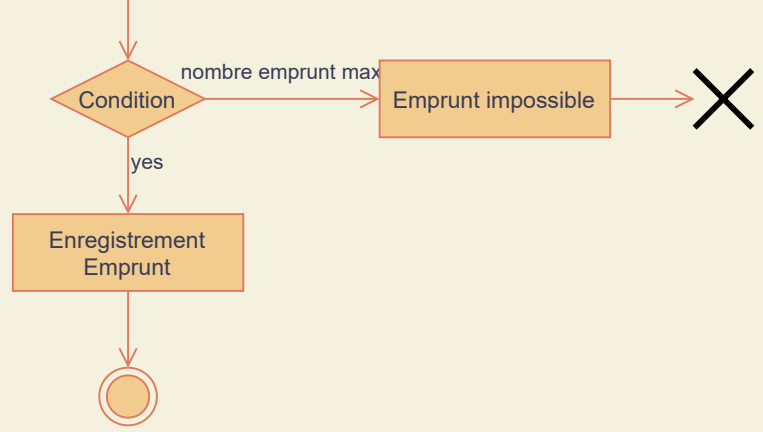 nombre emprunt max
Condition
Emprunt impossible
yes
Enregistrement
Emprunt